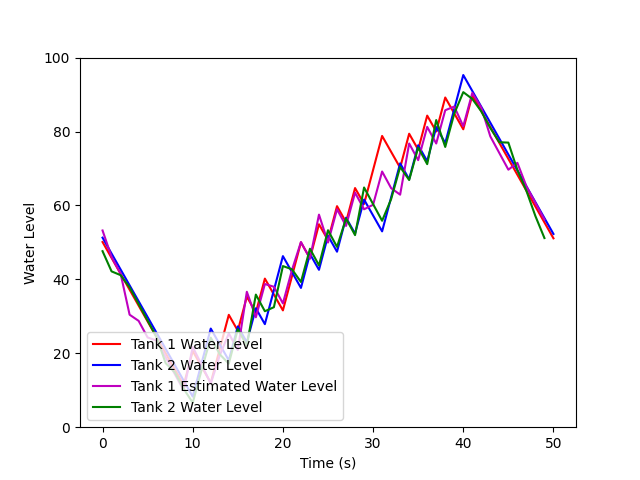 100
80
60
40
20
0
Water Level
Tank 1 Water Level
Tank 2 Water Level
Tank 1 Estimated Water Level
Tank 2 Water Level
0 10 20 30 40 50
Time (s)